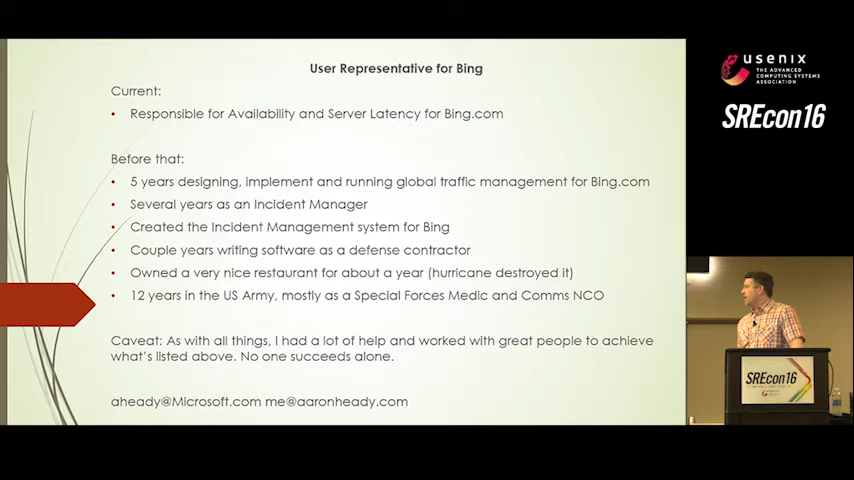 User Representative for Bing
Current:
• Responsible for Availability and Server Latency for Bing.com
Before that:
• 5 years designing, implement and running global traffic management for Bing.com
• Several years as an Incident Manager
• Created the Incident Management system for Bing
• Couple years writing software as a defense contractor
• Owned a very nice restaurant for about a year (hurricane destroyed it)
• 12 years in the US Army, mostly as a Special Forces Medic and Comms NCO
Caveat: As with all things, I had a lot of help and worked with great people to achieve
what's listed above. No one succeeds alone.
aheady@Microsoft.com me@aaronheady.com
usenix
THE ADVANCED
COMPUTING SYSTEMS
ASSOCIATION
SREcon16
SREcon16